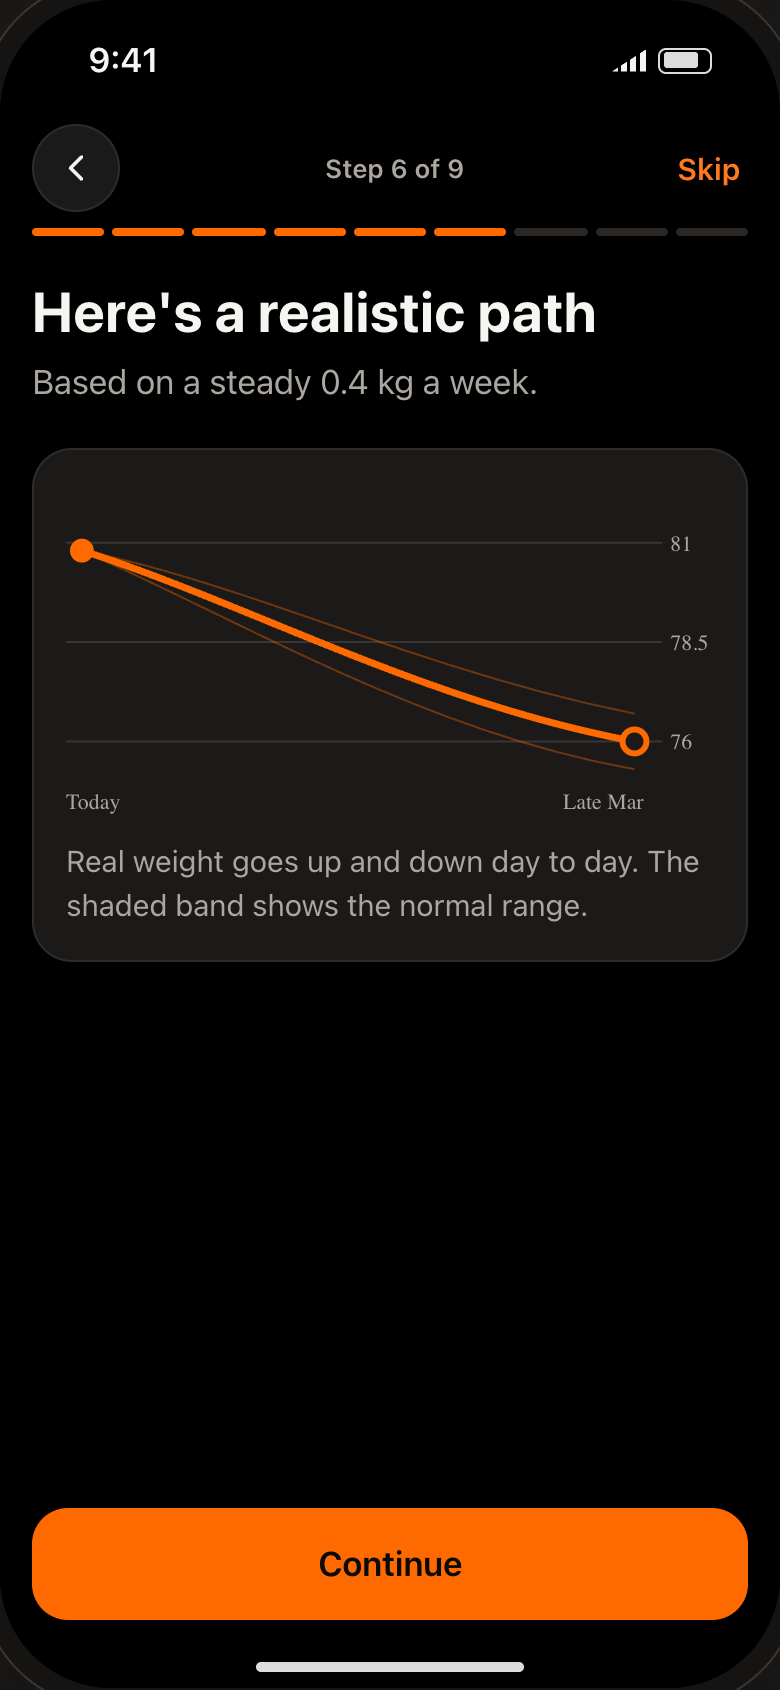 9:41
Step 6 of 9
Skip
Here's a realistic path
Based on a steady 0.4 kg a week.
81
78.5
76
Today
Late Mar
Real weight goes up and down day to day. The
shaded band shows the normal range.
Continue